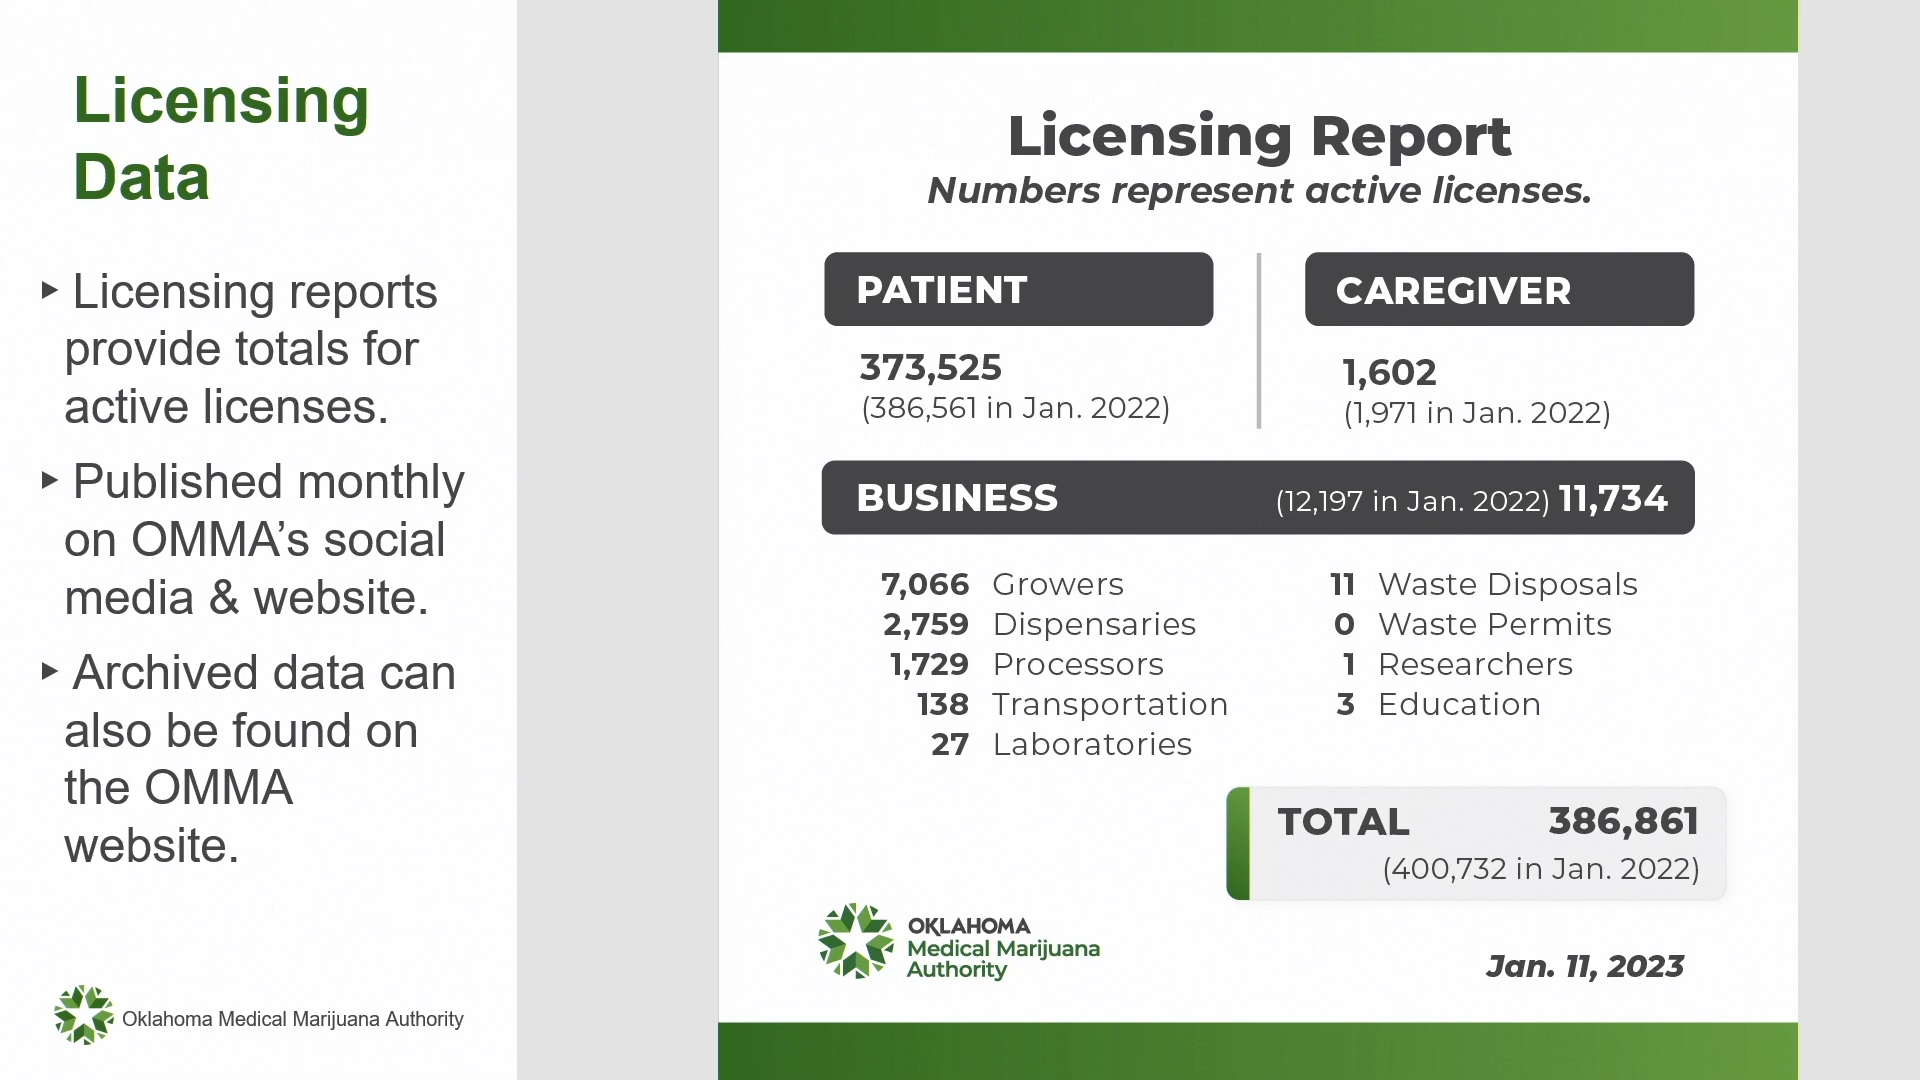 Licensing
Data
‣ Licensing reports
provide totals for
active licenses.
‣ Published monthly
on OMMA’s social
media & website.
‣ Archived data can
also be found on
the OMMA
website.
Oklahoma Medical Marijuana Authority
Licensing Report
Numbers represent active licenses.
PATIENT
373,525
(386,561 in Jan. 2022)
CAREGIVER
1,602
(1,971 in Jan. 2022)
BUSINESS (12,197 in Jan. 2022) 11,734
7,066 Growers
2,759 Dispensaries
1,729 Processors
138 Transportation
27 Laboratories
11 Waste Disposals
0 Waste Permits
1 Researchers
3 Education
TOTAL 386,861
(400,732 in Jan. 2022)
OKLAHOMA
Medical Marijuana
Authority
Jan. 11, 2023